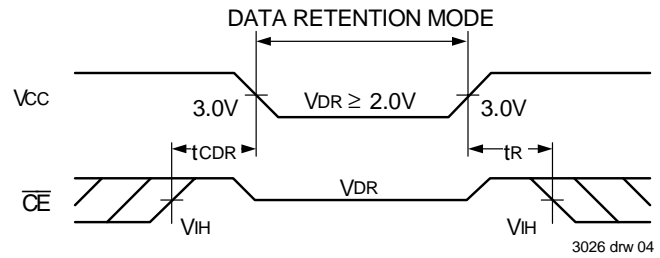 DATA RETENTION MODE
VCC
3.0V
VDR ≥ 2.0V
3.0V
tCDR
tR
CE
VDR
VIH
VIH
3026 drw 04